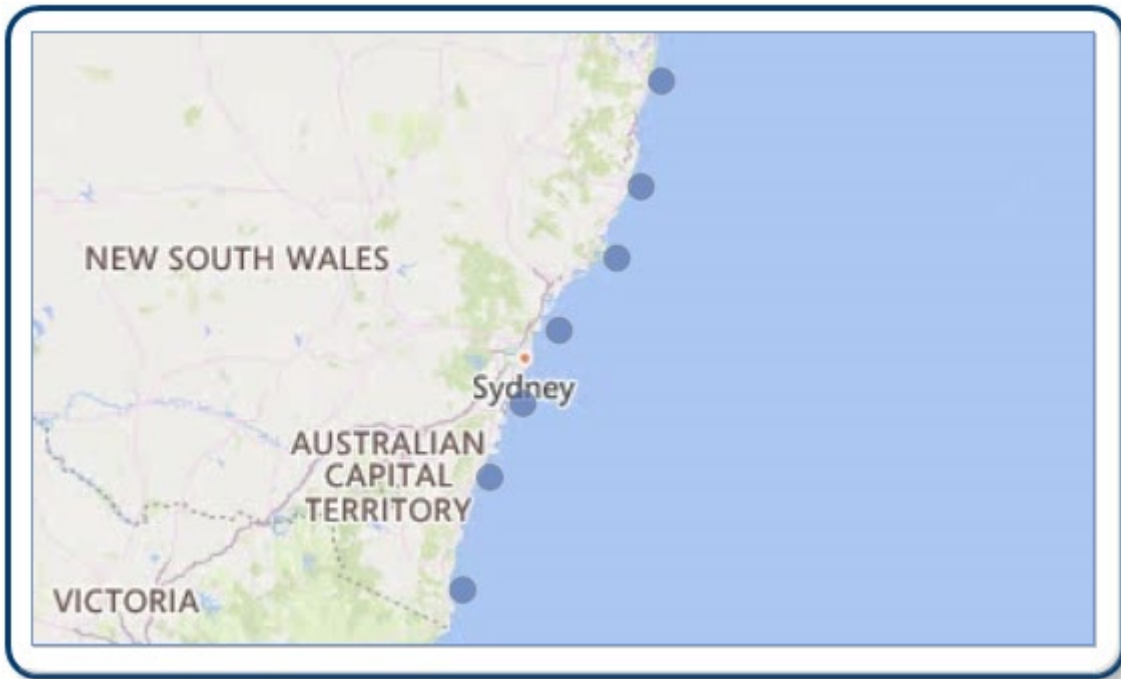 NEW SOUTH WALES
Sydney
AUSTRALIAN
CAPITAL
TERRITORY
VICTORIA